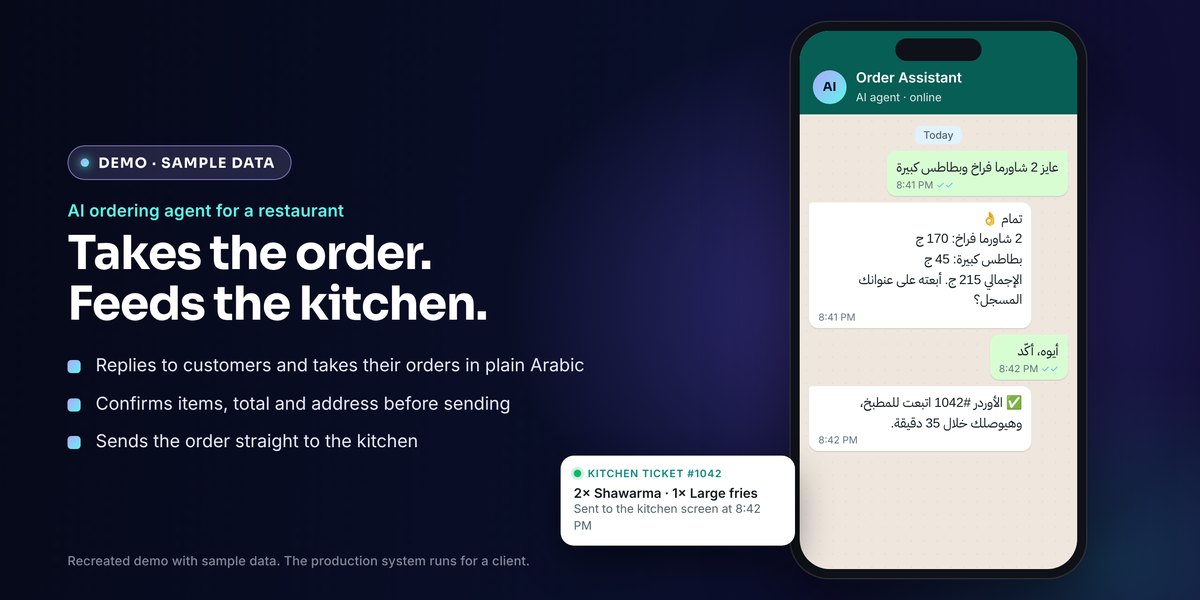 DEMO · SAMPLE DATA
AI ordering agent for a restaurant
Takes the order.
Feeds the kitchen.
Replies to customers and takes their orders in plain Arabic
Confirms items, total and address before sending
Sends the order straight to the kitchen
Recreated demo with sample data. The production system runs for a client.
KITCHEN TICKET #1042
2× Shawarma · 1× Large fries
Sent to the kitchen screen at 8:42
PM
AI
Order Assistant
AI agent · online
Today
عايز 2 شاورما فراخ وبطاطس كبيرة
8:41 PM ✓✓
تمام 👌
2 شاورما فراخ: 170 ج
بطاطس كبيرة: 45 ج
الإجمالي 215 ج. أبعته على عنوانك
المسجل؟
8:41 PM
أيوه، أكّد
8:42 PM ✓✓
✅ الأوردر #1042 اتبعت للمطبخ،
وهيوصلك خلال 35 دقيقة.
8:42 PM